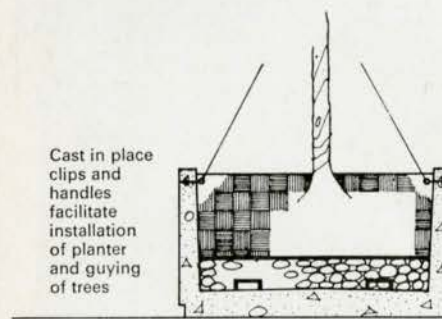 Cast in place
clips and
handles
facilitate
installation
of planter
and guying
of trees